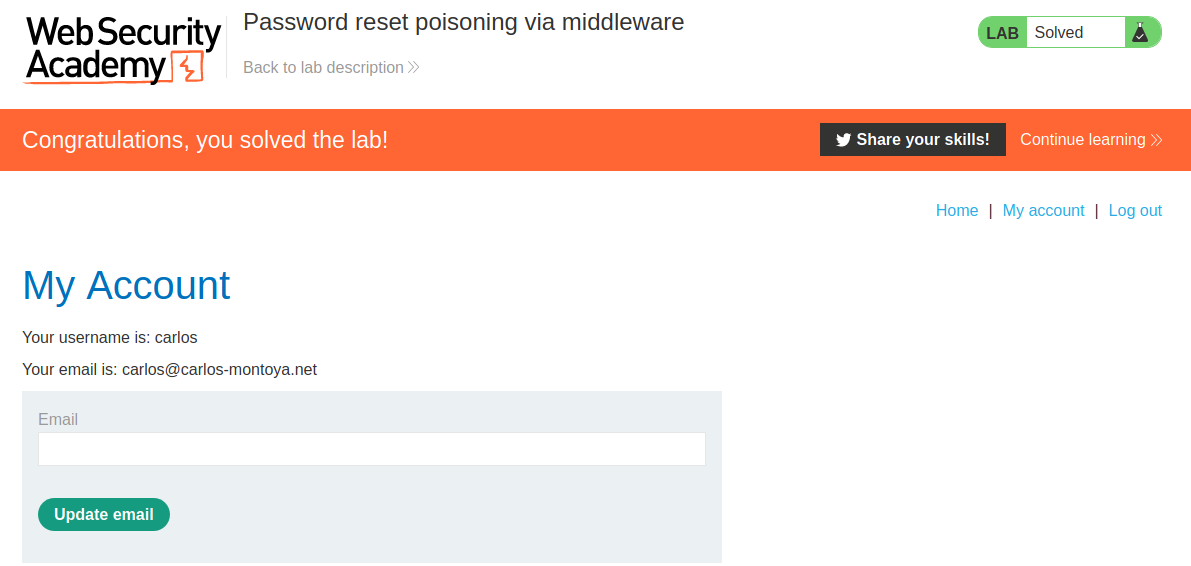 Web Security
Academy
Password reset poisoning via middleware
Back to lab description
LAB Solved
Congratulations, you solved the lab!
Share your skills!
Continue learning
Home | My account | Log out
My Account
Your username is: carlos
Your email is: carlos@carlos-montoya.net
Email
Update email